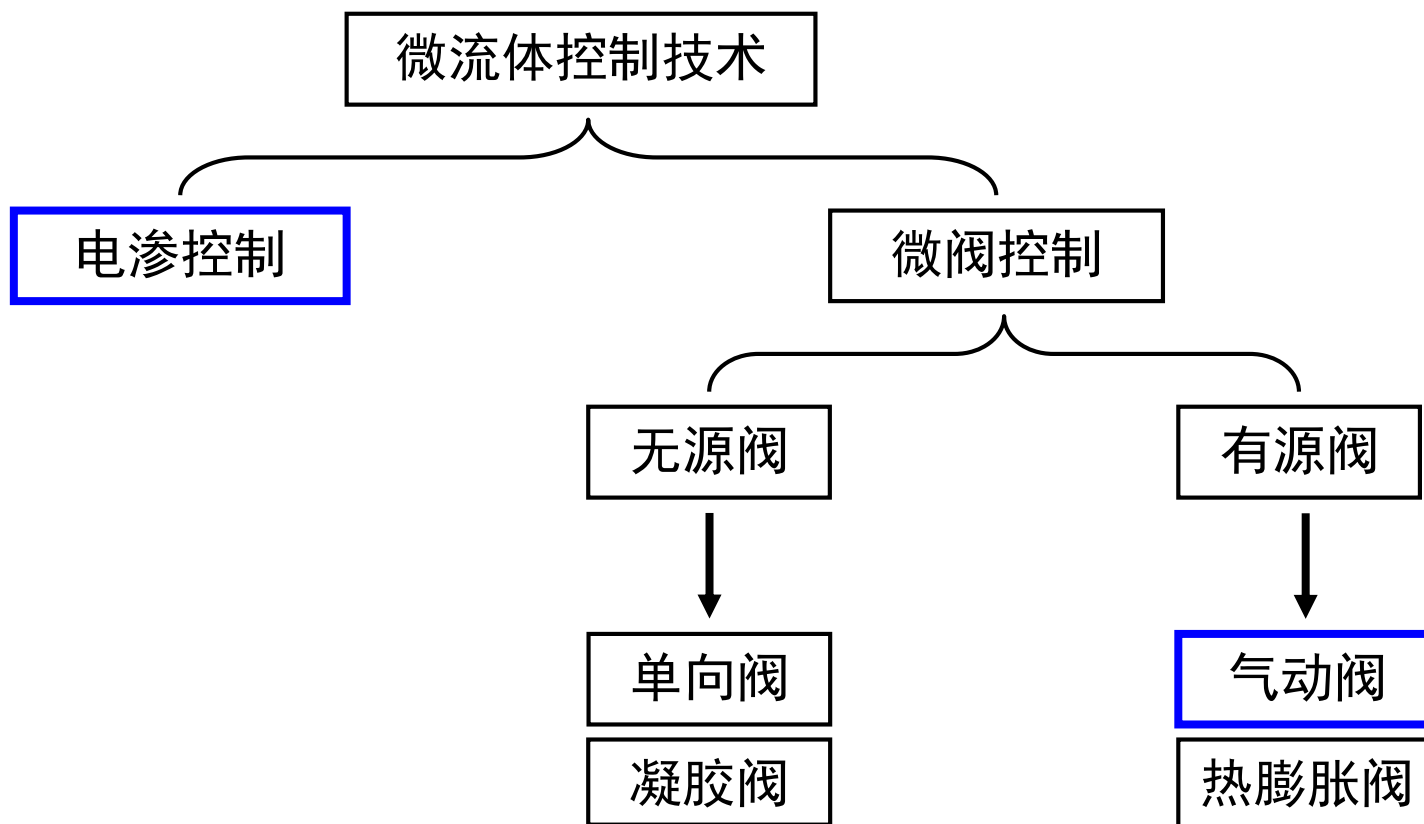 微流体控制技术
电渗控制
微阀控制
无源阀
有源阀
单向阀
气动阀
凝胶阀
热膨胀阀